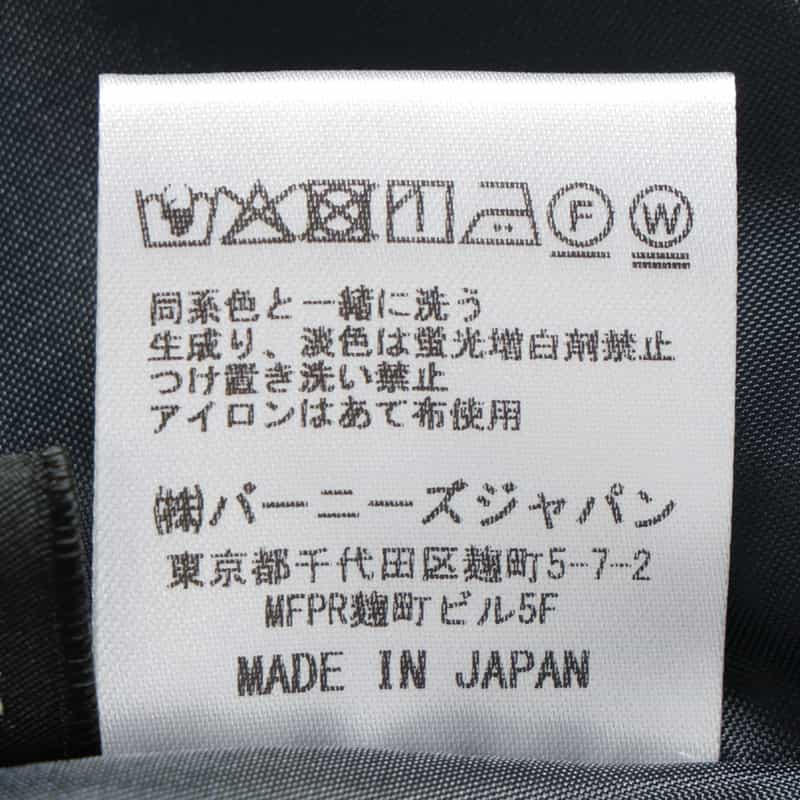 F W
同系色と一緒に洗う
生成り、淡色は蛍光増白剤禁止
つけ置き洗い禁止
アイロンはあて布使用
㈱バーニーズジャパン
東京都千代田区麹町5-7-2
MFPR麹町ビル5F
MADE IN JAPAN